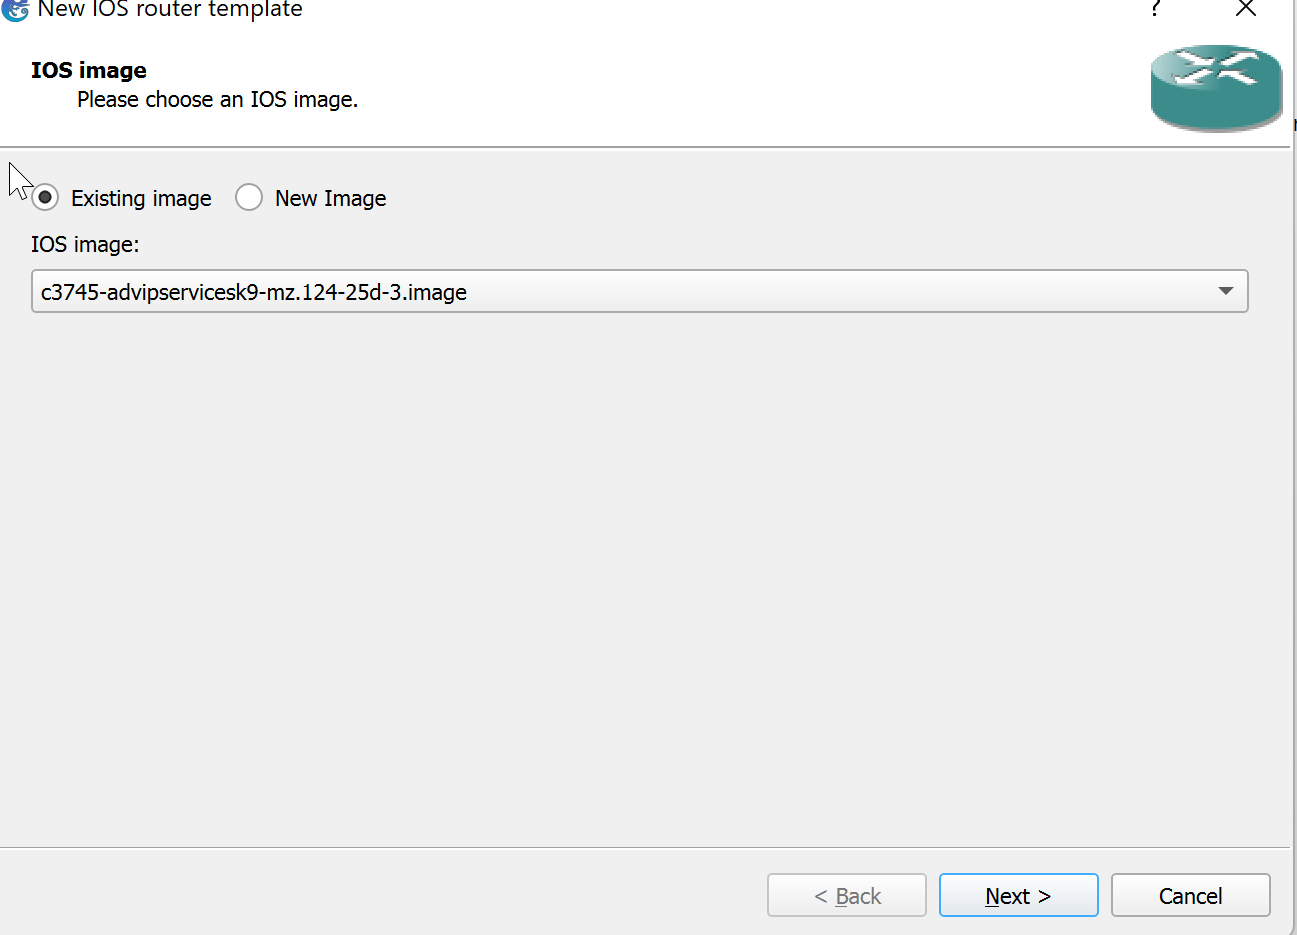 New IOS router template
?
IOS image
Please choose an IOS image.
Existing image
New Image
IOS image:
c3745-advipservicesk9-mz.124-25d-3.image
< Back
Next >
Cancel